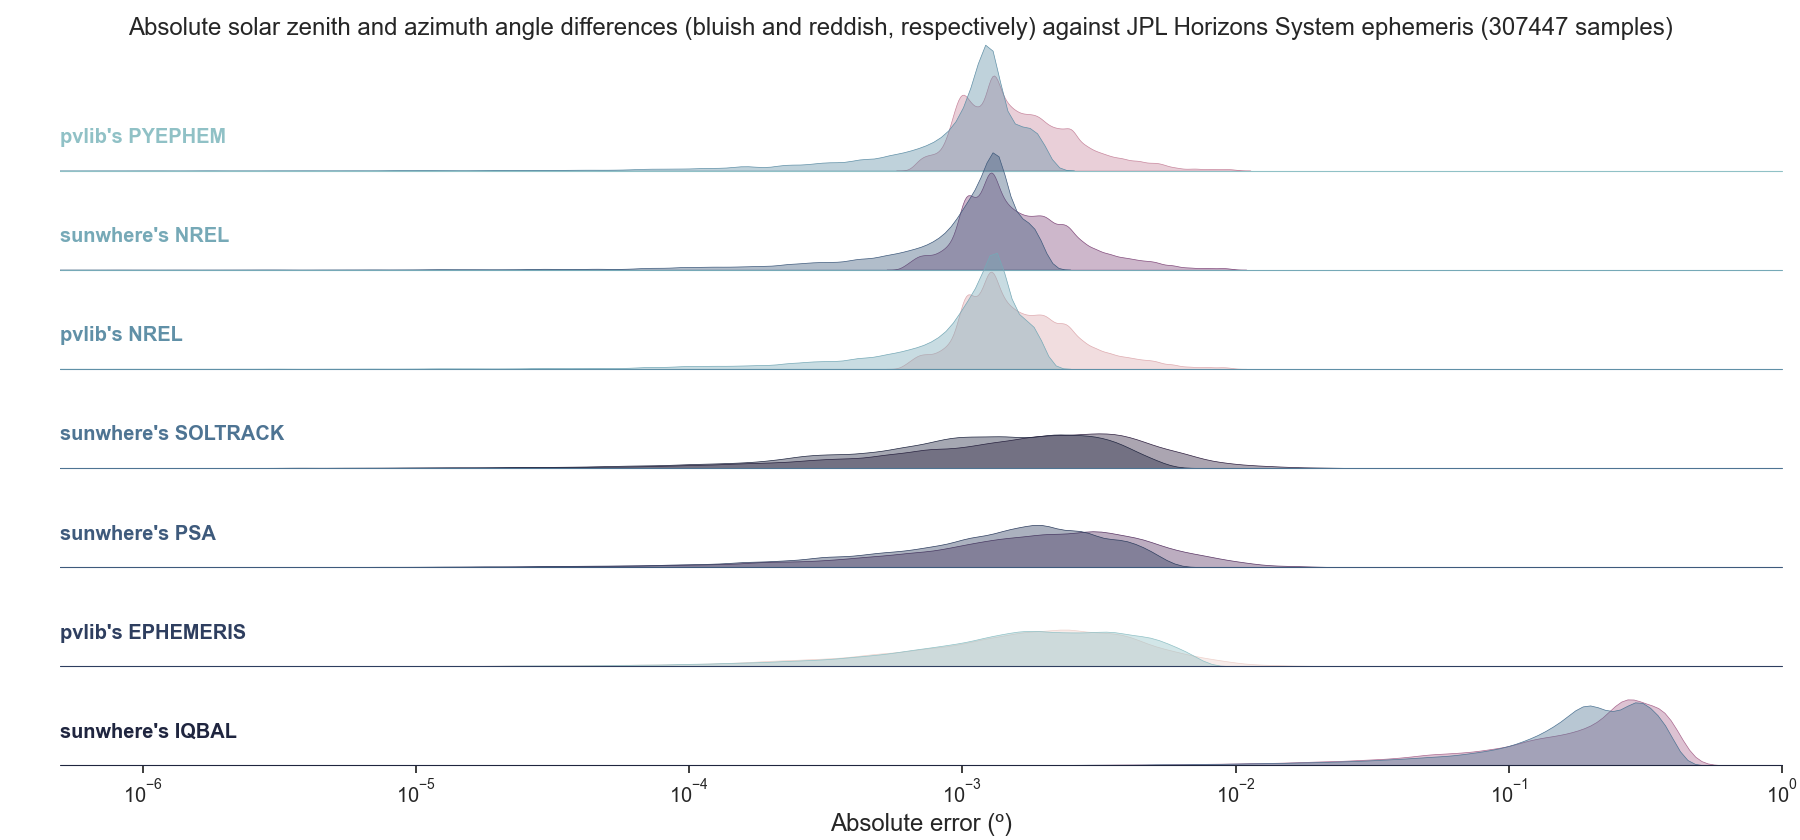 Absolute solar zenith and azimuth angle differences (bluish and reddish, respectively) against JPL Horizons System ephemeris (307447 samples)
pvlib's PYEPHEM
sunwhere's NREL
pvlib's NREL
sunwhere's SOLTRACK
sunwhere's PSA
pvlib's EPHEMERIS
sunwhere's IQBAL
10⁻⁶ 10⁻⁵ 10⁻⁴ 10⁻³ 10⁻² 10⁻¹ 10⁰
Absolute error (º)